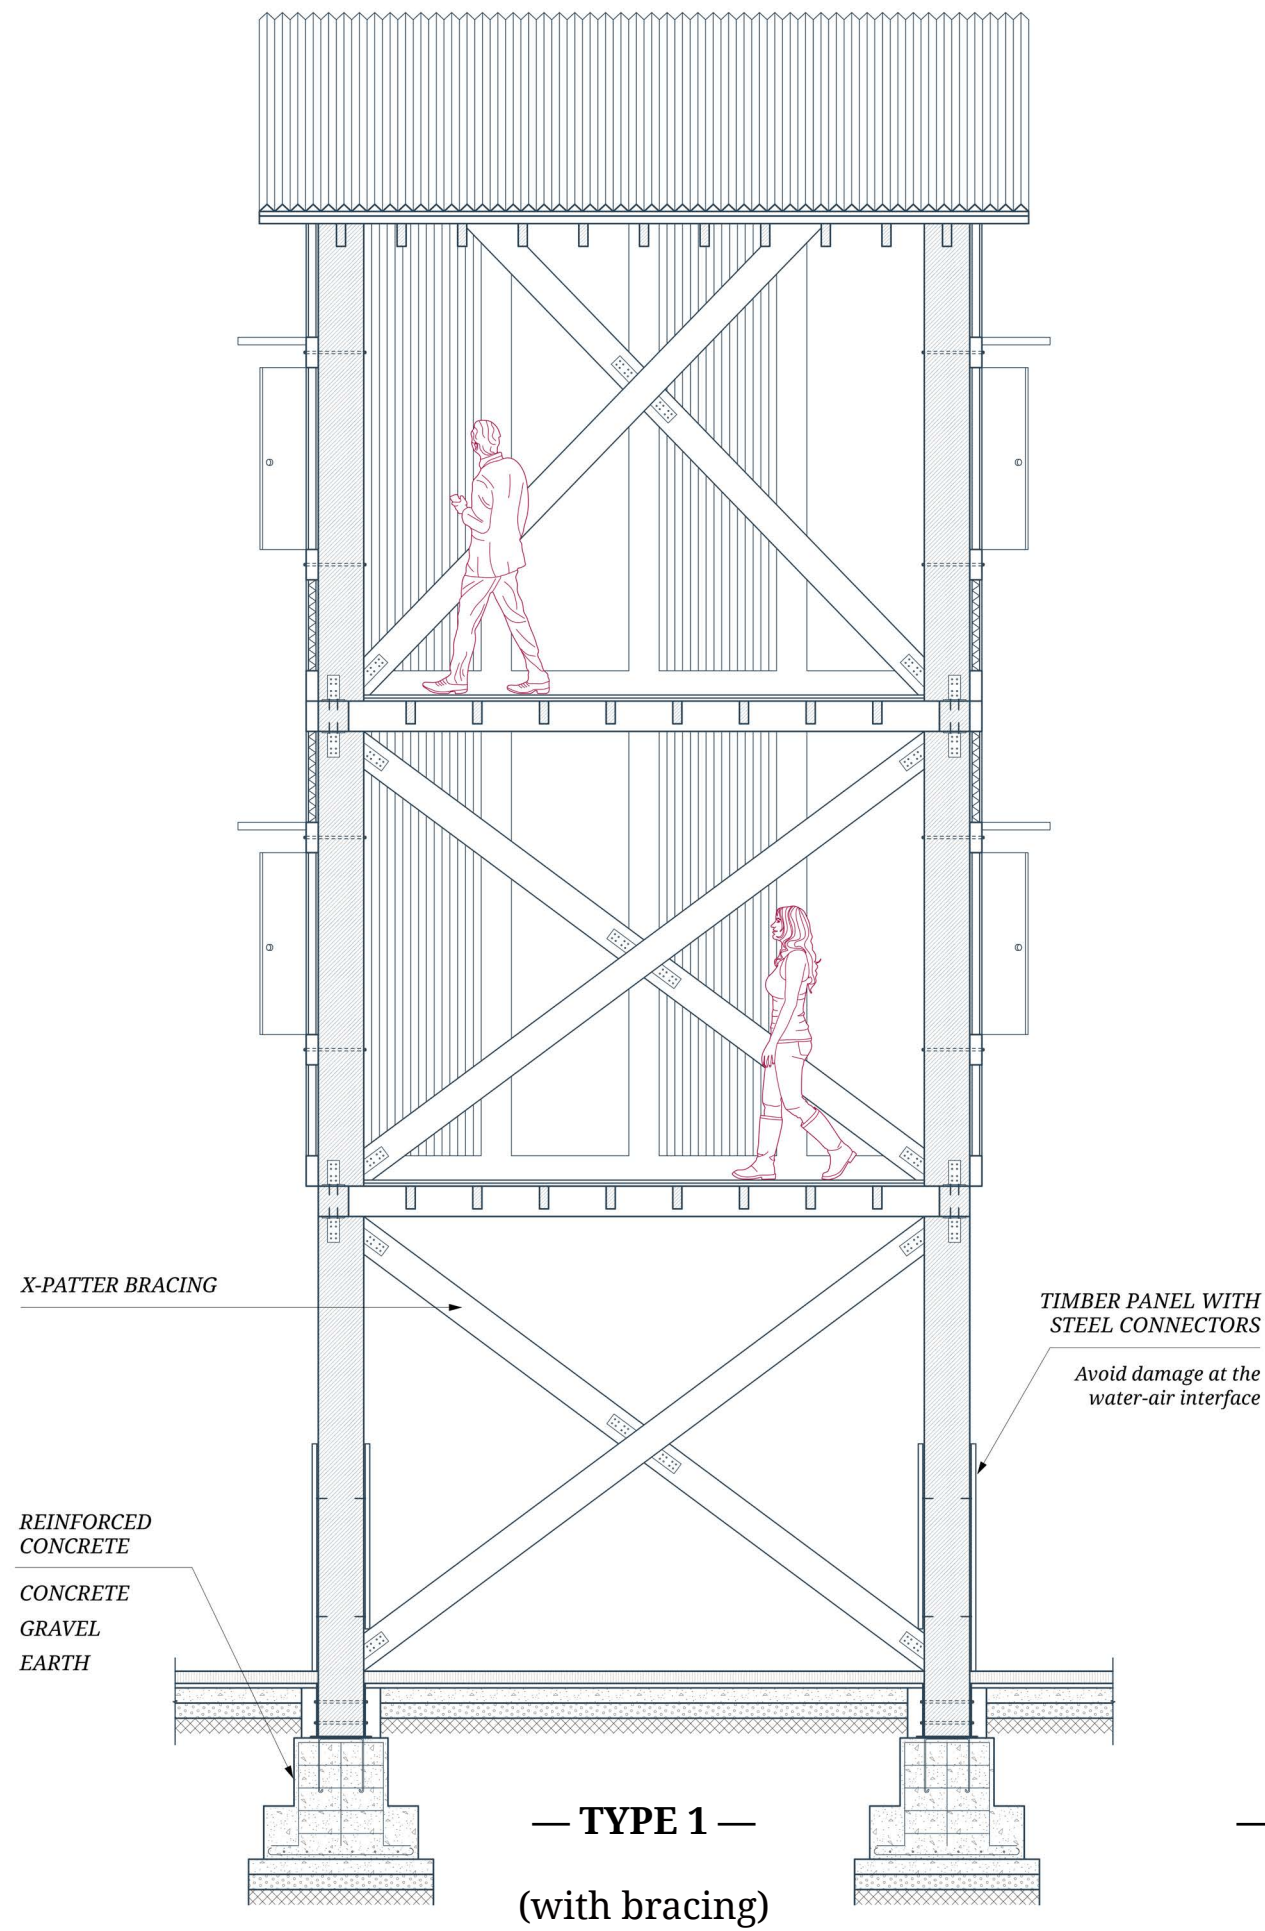 X-PATTER BRACING
TIMBER PANEL WITH
STEEL CONNECTORS
Avoid damage at the
water-air interface
REINFORCED
CONCRETE
CONCRETE
GRAVEL
EARTH
— TYPE 1 —
(with bracing)